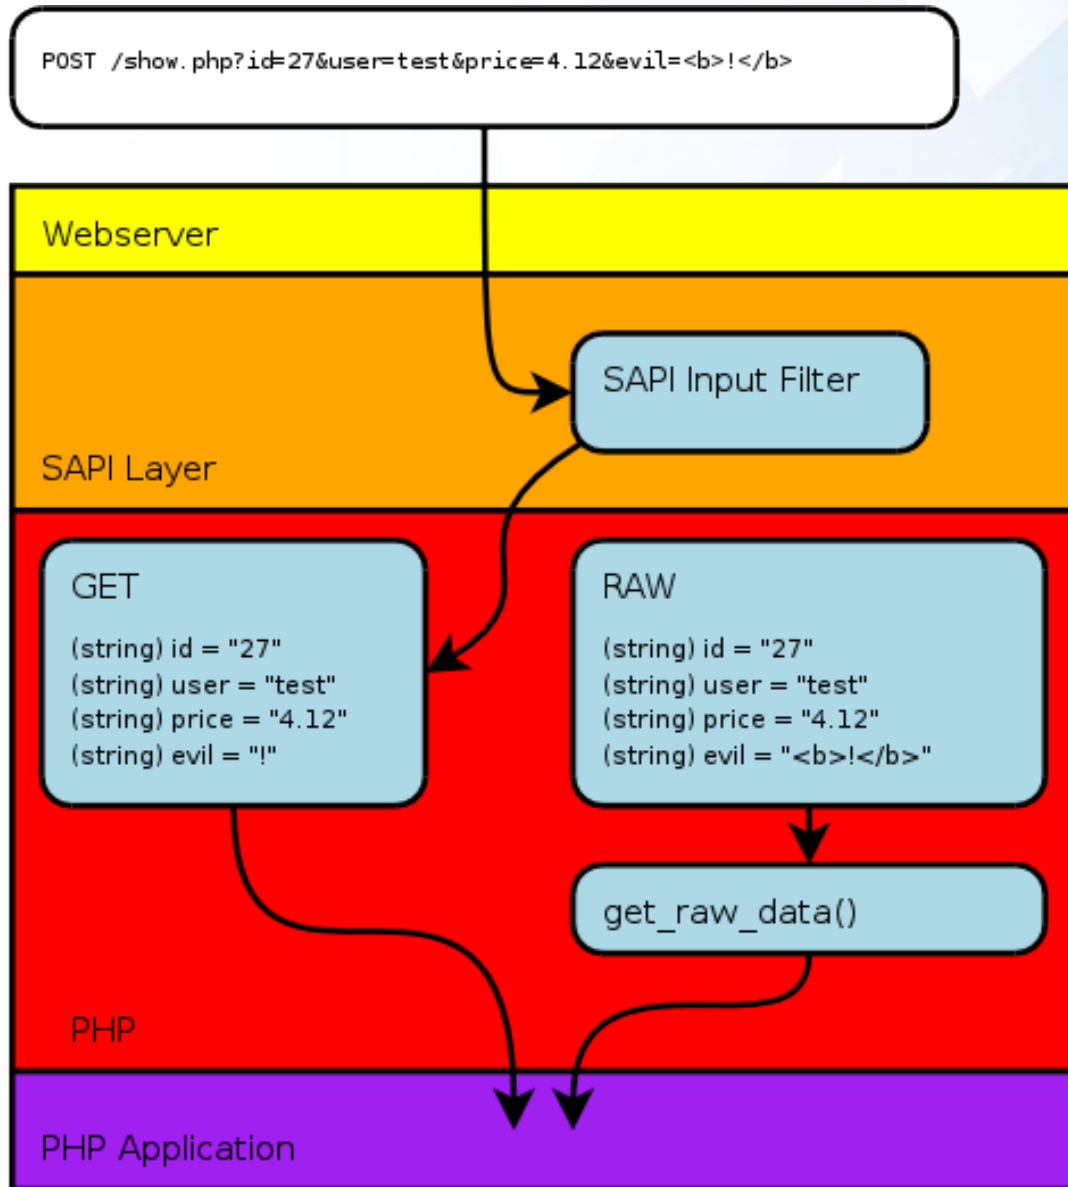 POST /show.php?id=27&user=test&price=4.12&evil=<b>!</b>
Webserver
SAPI Input Filter
SAPI Layer
GET
(string) id = "27"
(string) user = "test"
(string) price = "4.12"
(string) evil = "!"
RAW
(string) id = "27"
(string) user = "test"
(string) price = "4.12"
(string) evil = "<b>!</b>"
get_raw_data()
PHP
PHP Application